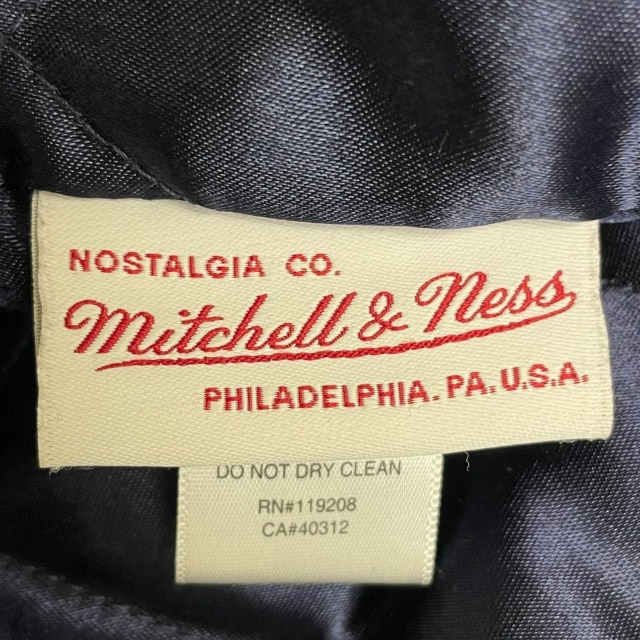 NOSTALGIA CO.
Mitchell & Ness
PHILADELPHIA. PA. U.S.A.
DO NOT DRY CLEAN
RN#119208
CA#40312